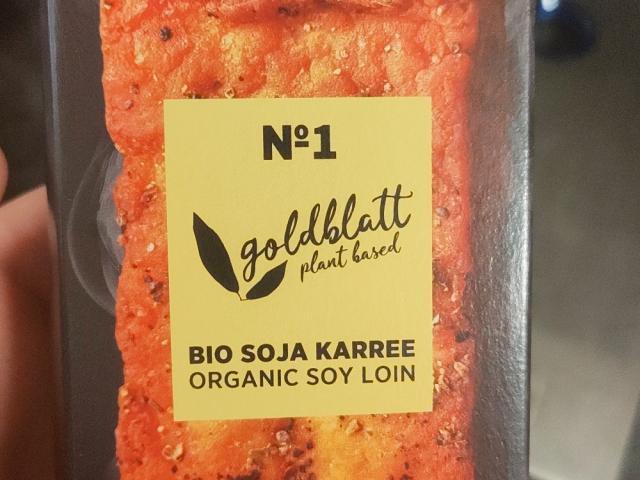 Nº1
goldblatt
plant based
BIO SOJA KARREE
ORGANIC SOY LOIN